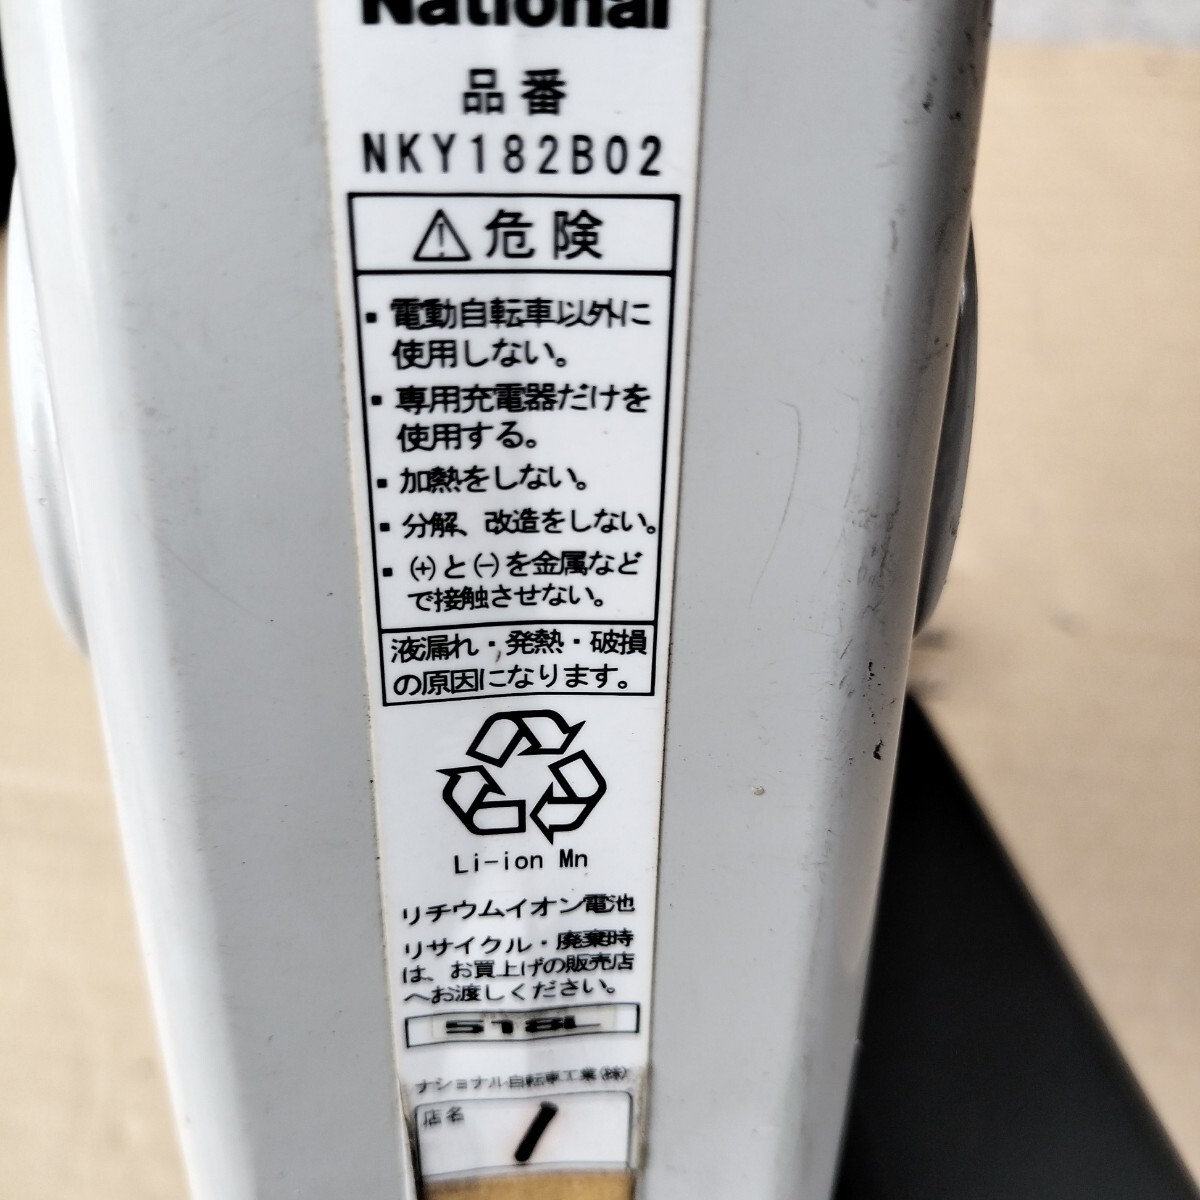 National
品番
NKY182B02
危険
・電動自転車以外に
使用しない。
・専用充電器だけを
使用する。
・加熱をしない。
・分解、改造をしない。
・(+)と(-)を金属など
で接触させない。
液漏れ・発熱・破損
の原因になります。
Li-ion Mn
リチウムイオン電池
リサイクル・廃棄時
は、お買上げの販売店
へお渡しください。
518L
ナショナル自転車工業(株)
店名